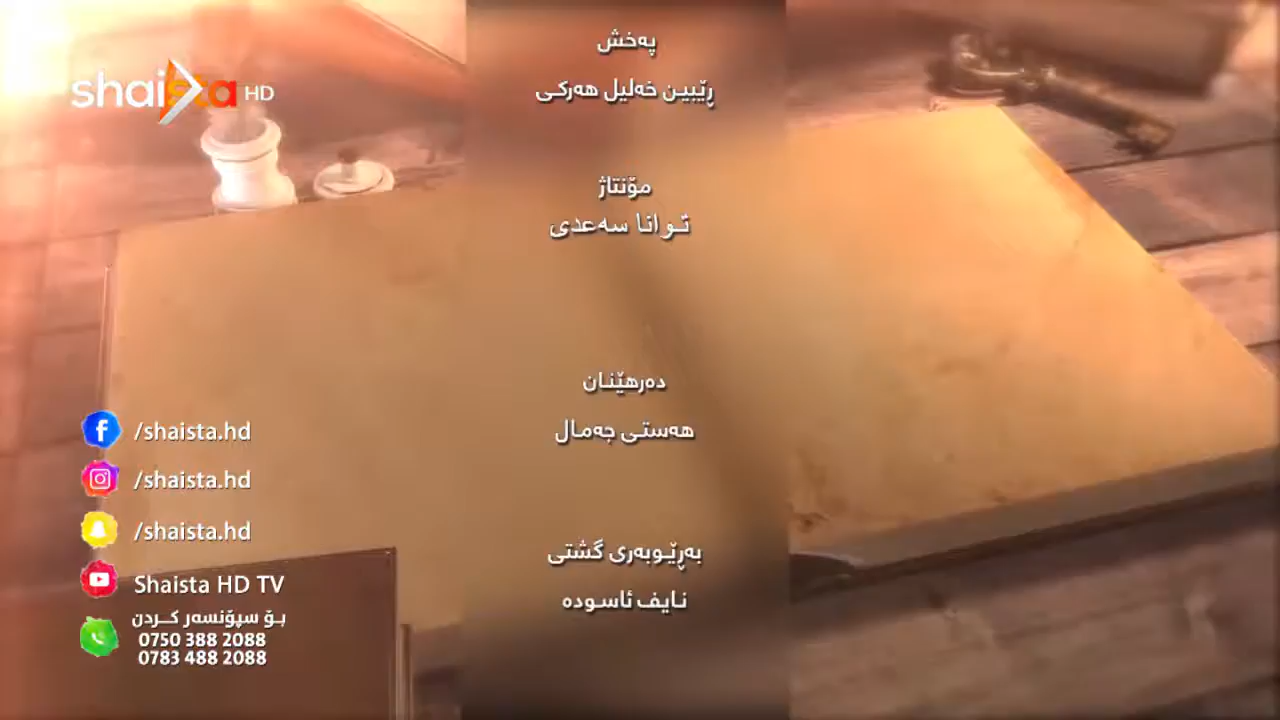 shaista HD
پەخش
ڕێبین خەلیل هەرکی
مۆنتاژ
توانا سەعدی
دەرهێنان
هەستی جەمال
بەڕێوبەری گشتی
نایف ئاسودە
/shaista.hd
/shaista.hd
/shaista.hd
Shaista HD TV
بۆ سپۆنسەر کردن
0750 388 2088
0783 488 2088